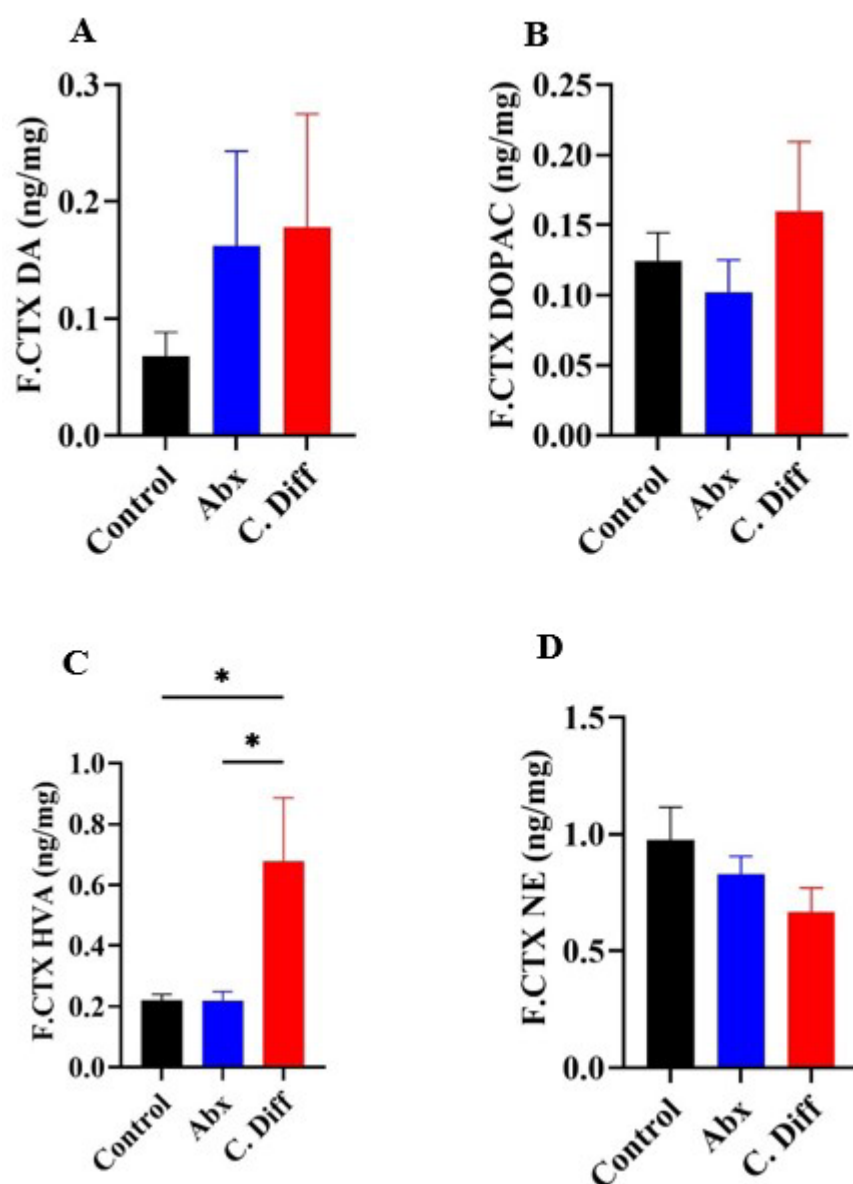 A
F.CTX DA (ng/mg)
0.3
0.2
0.1
0.0
Control
Abx
C. Diff
B
F.CTX DOPAC (ng/mg)
0.25
0.20
0.15
0.10
0.05
0.00
Control
Abx
C. Diff
C
*
*
F.CTX HVA (ng/mg)
1.0
0.8
0.6
0.4
0.2
0.0
Control
Abx
C. Diff
D
F.CTX NE (ng/mg)
1.5
1.0
0.5
0.0
Control
Abx
C. Diff